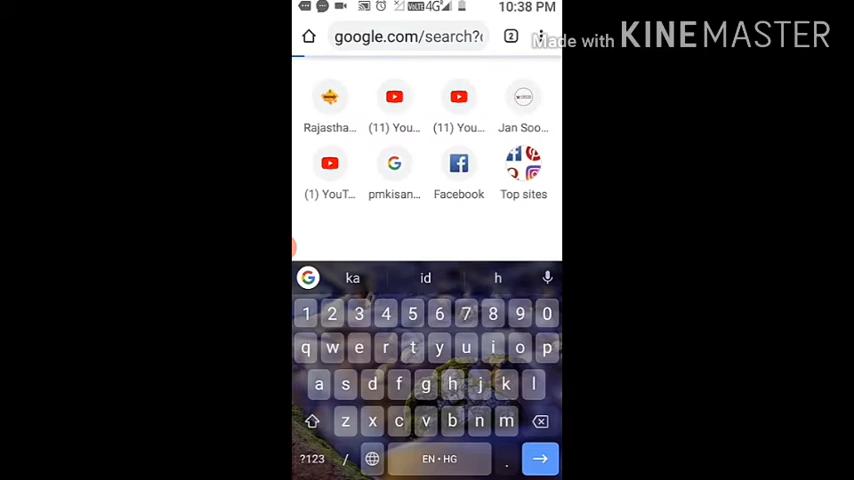 VoLTE 4G 10:38 PM
google.com/search?c 2
Made with KINEMASTER
Rajastha... (11) You... (11) You... Jan Soo...
(1) YouT... pmkisan... Facebook Top sites
ka id h
1 2 3 4 5 6 7 8 9 0
q w e r t y u i o p
a s d f g h j k l
z x c v b n m
?123 / EN • HG .